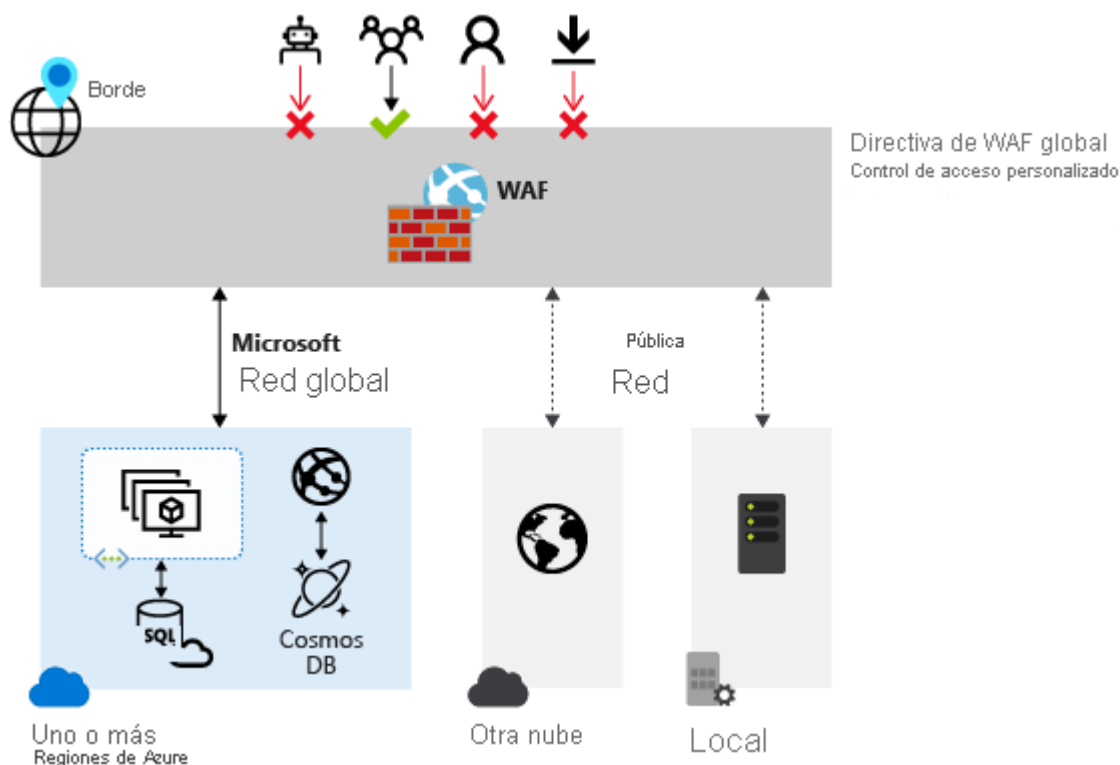 Borde
Directiva de WAF global
Control de acceso personalizado
WAF
Microsoft
Red global
Pública
Red
SQL
Cosmos
DB
Uno o más
Regiones de Azure
Otra nube
Local